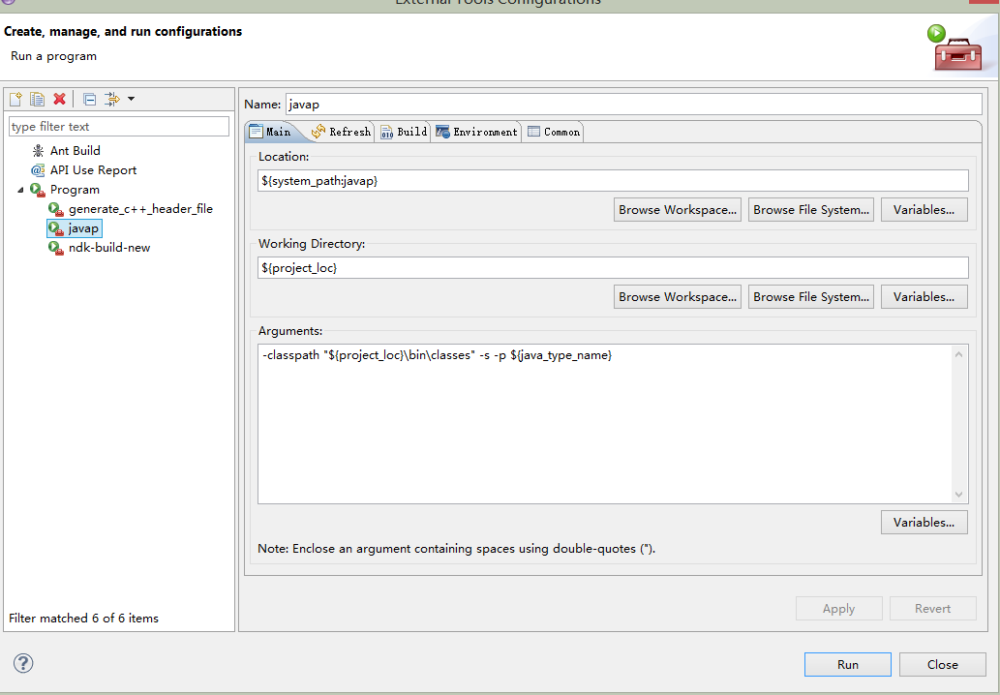 External Tools Configurations
Create, manage, and run configurations
Run a program
type filter text
Ant Build
API Use Report
Program
generate_c++_header_file
javap
ndk-build-new
Filter matched 6 of 6 items
Name: javap
Main Refresh Build Environment Common
Location:
${system_path:javap}
Browse Workspace... Browse File System... Variables...
Working Directory:
${project_loc}
Browse Workspace... Browse File System... Variables...
Arguments:
-classpath "${project_loc}\bin\classes" -s -p ${java_type_name}
Variables...
Note: Enclose an argument containing spaces using double-quotes (").
Apply Revert
Run Close